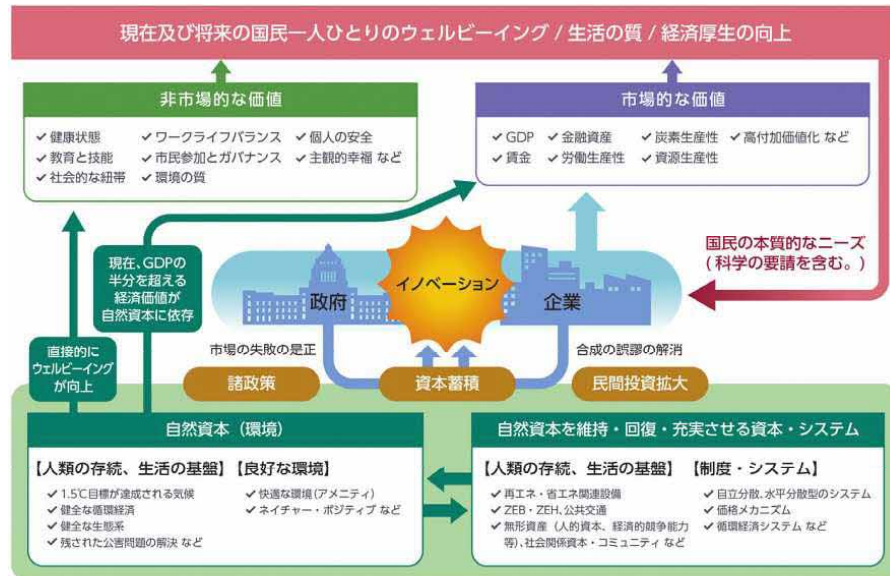 現在及び将来の国民一人ひとりのウェルビーイング / 生活の質 / 経済厚生の向上
非市場的な価値
✓ 健康状態 ✓ ワークライフバランス ✓ 個人の安全
✓ 教育と技能 ✓ 市民参加とガバナンス ✓ 主観的幸福 など
✓ 社会的な紐帯 ✓ 環境の質
市場的な価値
✓ GDP ✓ 金融資産 ✓ 炭素生産性 ✓ 高付加価値化 など
✓ 賃金 ✓ 労働生産性 ✓ 資源生産性
国民の本質的なニーズ
(科学の要請を含む。)
現在、GDPの
半分を超える
経済価値が
自然資本に依存
直接的に
ウェルビーイング
が向上
政府
イノベーション
企業
市場の失敗の是正
合成の誤謬の解消
諸政策
資本蓄積
民間投資拡大
自然資本（環境）
【人類の存続、生活の基盤】
✓ 1.5℃目標が達成される気候
✓ 健全な循環経済
✓ 健全な生態系
✓ 残された公害問題の解決 など
【良好な環境】
✓ 快適な環境（アメニティ）
✓ ネイチャー・ポジティブ など
自然資本を維持・回復・充実させる資本・システム
【人類の存続、生活の基盤】
✓ 再エネ・省エネ関連設備
✓ ZEB・ZEH、公共交通
✓ 無形資産（人的資本、経済的競争能力
等）、社会関係資本・コミュニティ など
【制度・システム】
✓ 自立分散、水平分散型のシステム
✓ 価格メカニズム
✓ 循環経済システム など